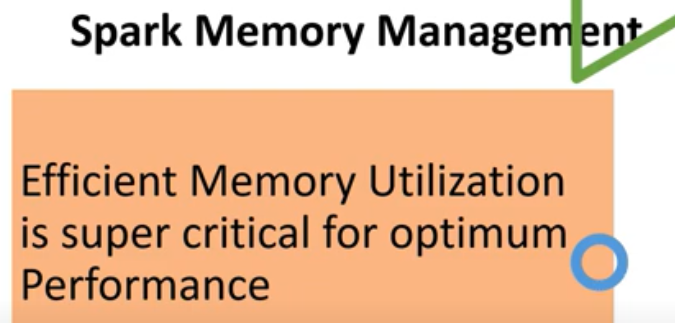 Spark Memory Management
Efficient Memory Utilization
is super critical for optimum
Performance